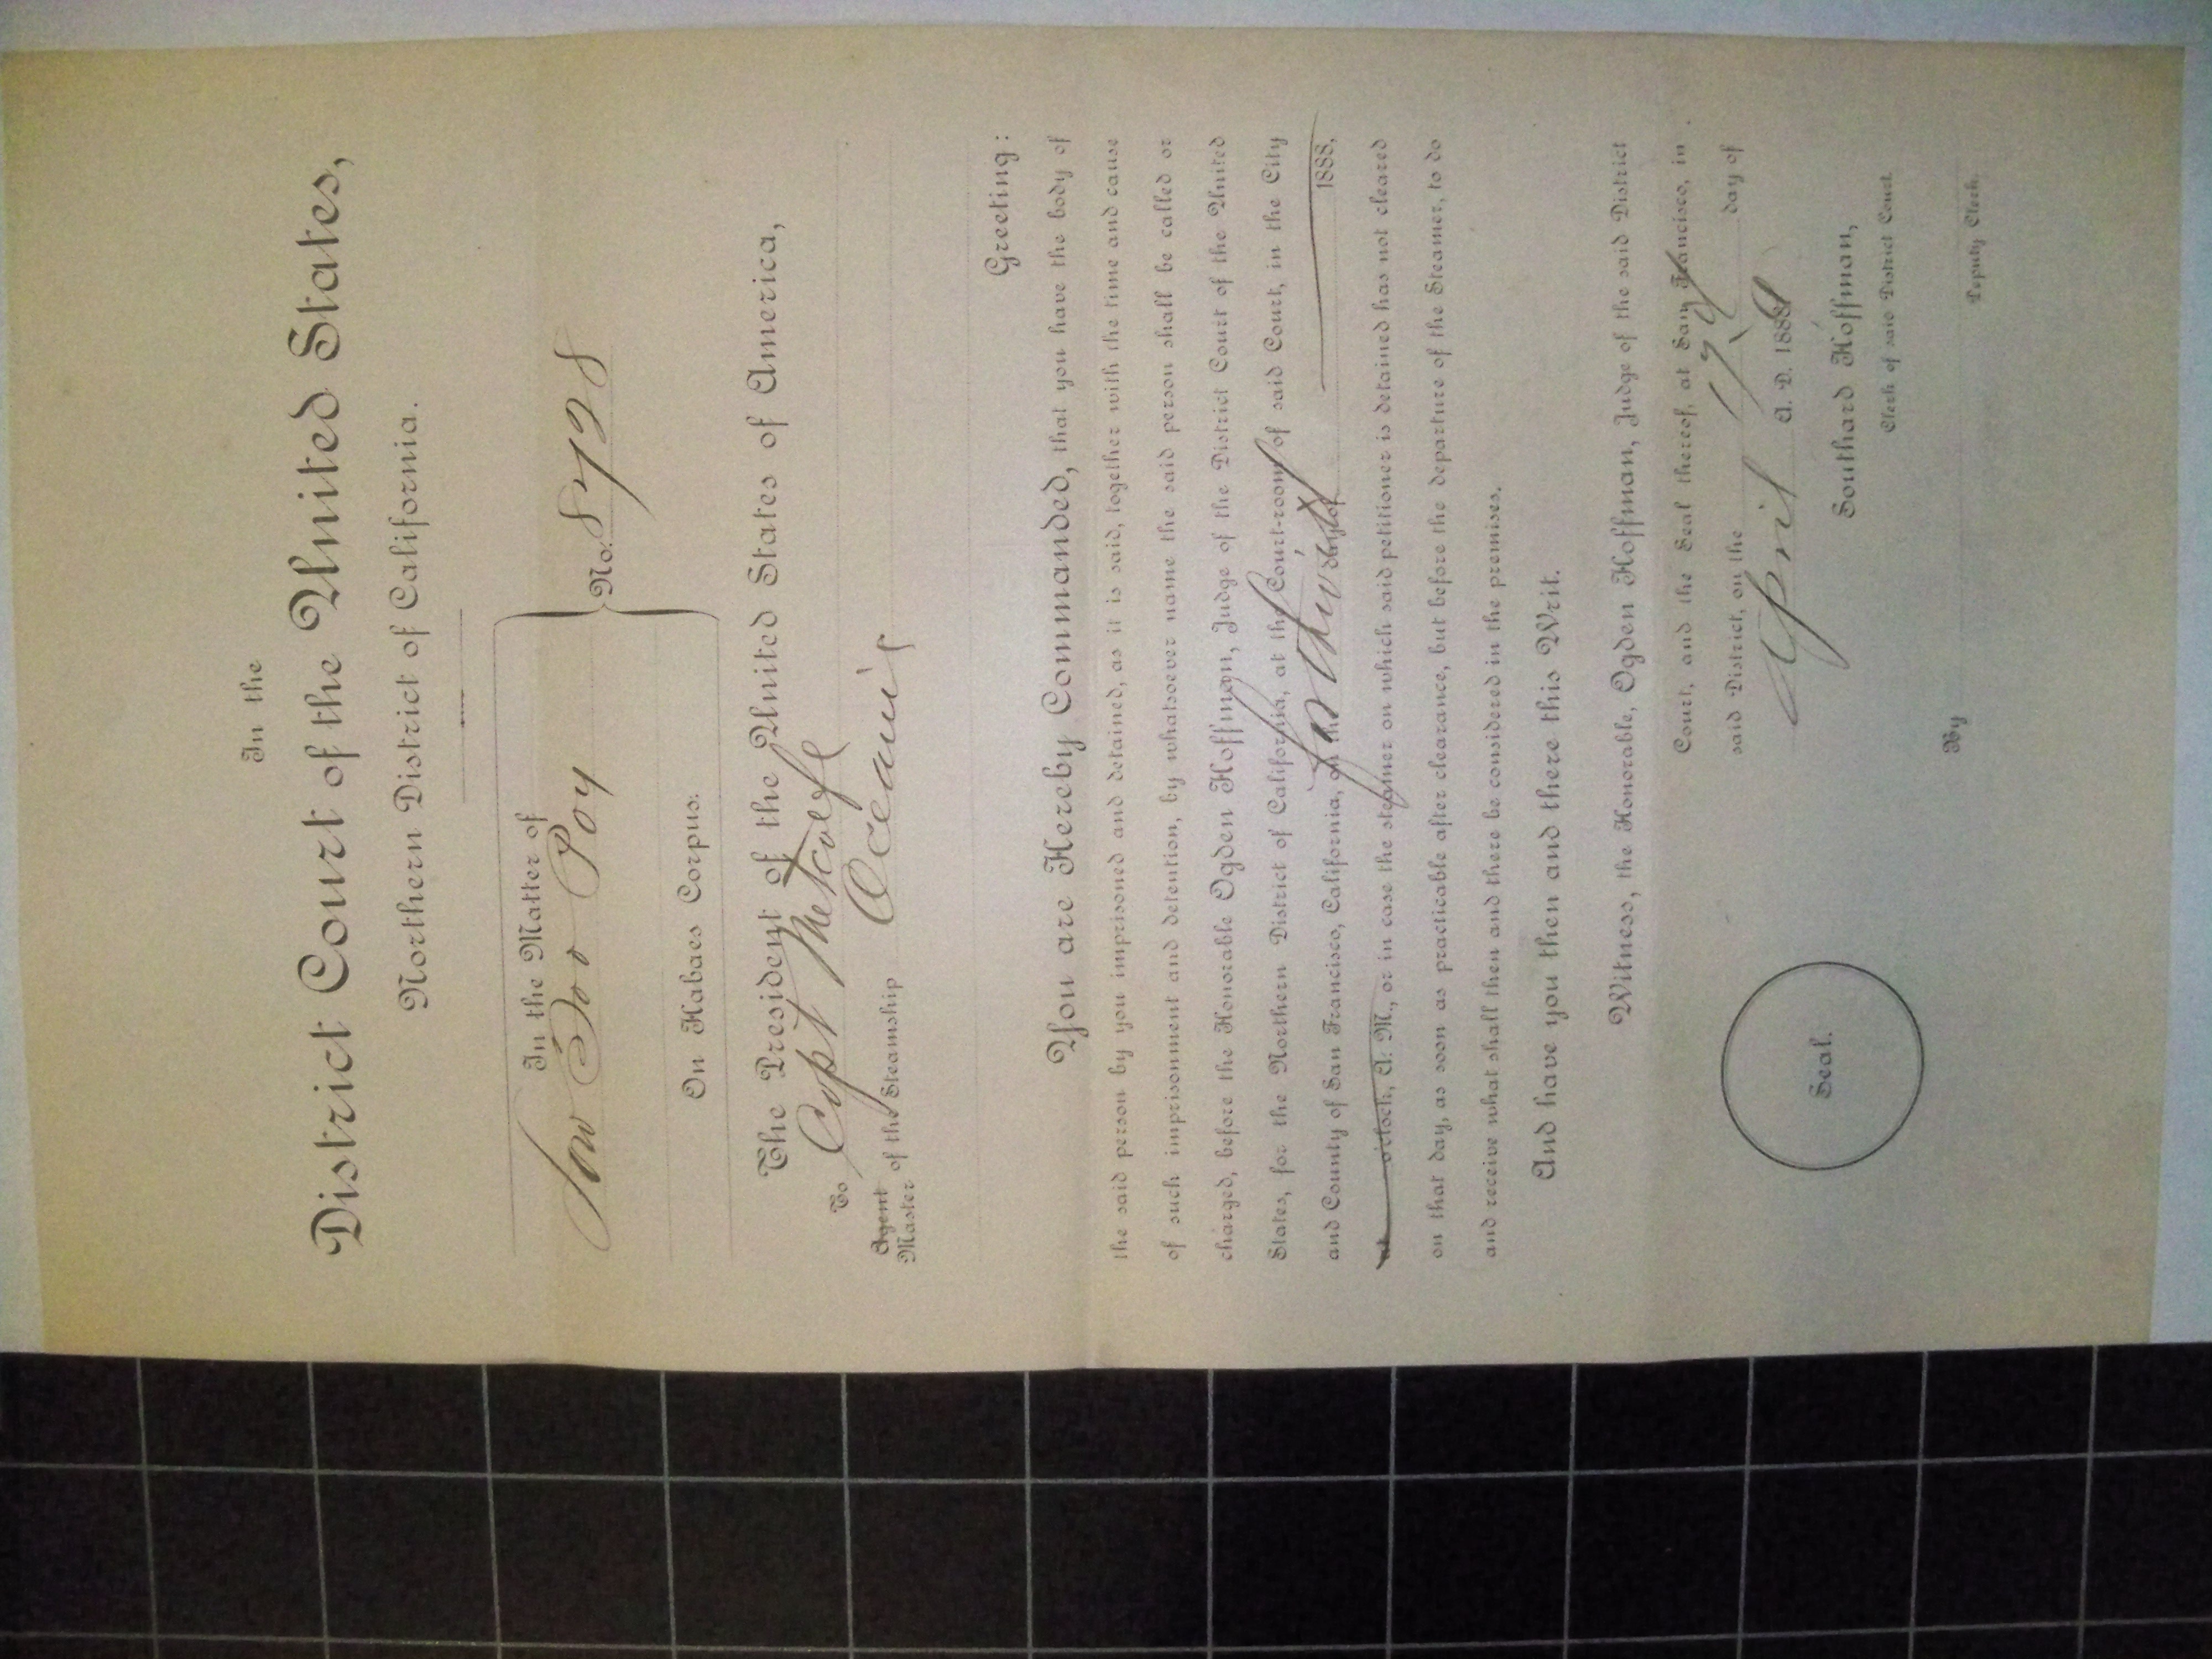 In the
District Court of the United States,
Northern District of California.
In the Matter of
Poy
On Habaes Corpus.
No. 8498
The President of the United States of America,
To Capt Metcalfe
Agent
Master of the Steamship Oceanic
Greeting:
You are Hereby Commanded, that you have the body of
the said person by you imprisoned and detained, as it is said, together with the time and cause
of such imprisonment and detention, by whatsoever name the said person shall be called or
charged, before the Honorable Ogden Hoffman, Judge of the District Court of the United
States, for the Northern District of California, at the Court-room of said Court, in the City
and County of San Francisco, California, on the forthwith day of 1888,
at o'clock, A. M., or in case the steamer on which said petitioner is detained has not cleared
on that day, as soon as practicable after clearance, but before the departure of the Steamer, to do
and receive what shall then and there be considered in the premises.
And have you then and there this Writ.
Witness, the Honorable, Ogden Hoffman, Judge of the said District
Court, and the Seal thereof, at San Francisco, in
said District, on the day of
April A. D. 1889
Seal.
Southard Hoffman,
Clerk of said District Court.
By
Deputy Clerk.